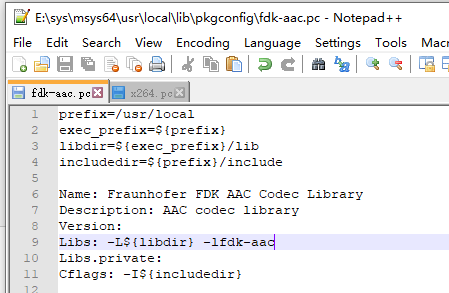 E:\sys\msys64\usr\local\lib\pkgconfig\fdk-aac.pc - Notepad++
File Edit Search View Encoding Language Settings Tools Mac
fdk-aac.pc x264.pc
1 prefix=/usr/local
2 exec_prefix=${prefix}
3 libdir=${exec_prefix}/lib
4 includedir=${prefix}/include
5
6 Name: Fraunhofer FDK AAC Codec Library
7 Description: AAC codec library
8 Version:
9 Libs: -L${libdir} -lfdk-aac
10 Libs.private:
11 Cflags: -I${includedir}